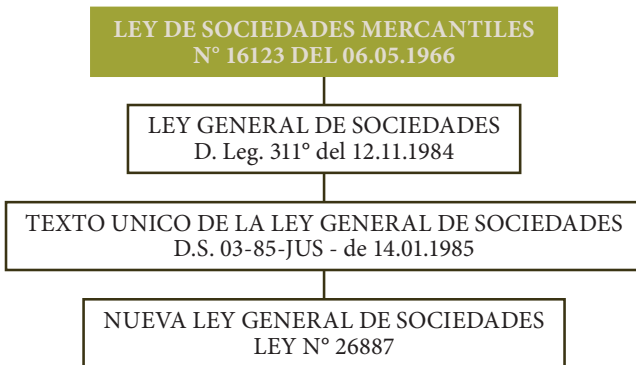 LEY DE SOCIEDADES MERCANTILES
N° 16123 DEL 06.05.1966
LEY GENERAL DE SOCIEDADES
D. Leg. 311° del 12.11.1984
TEXTO UNICO DE LA LEY GENERAL DE SOCIEDADES
D.S. 03-85-JUS - de 14.01.1985
NUEVA LEY GENERAL DE SOCIEDADES
LEY N° 26887